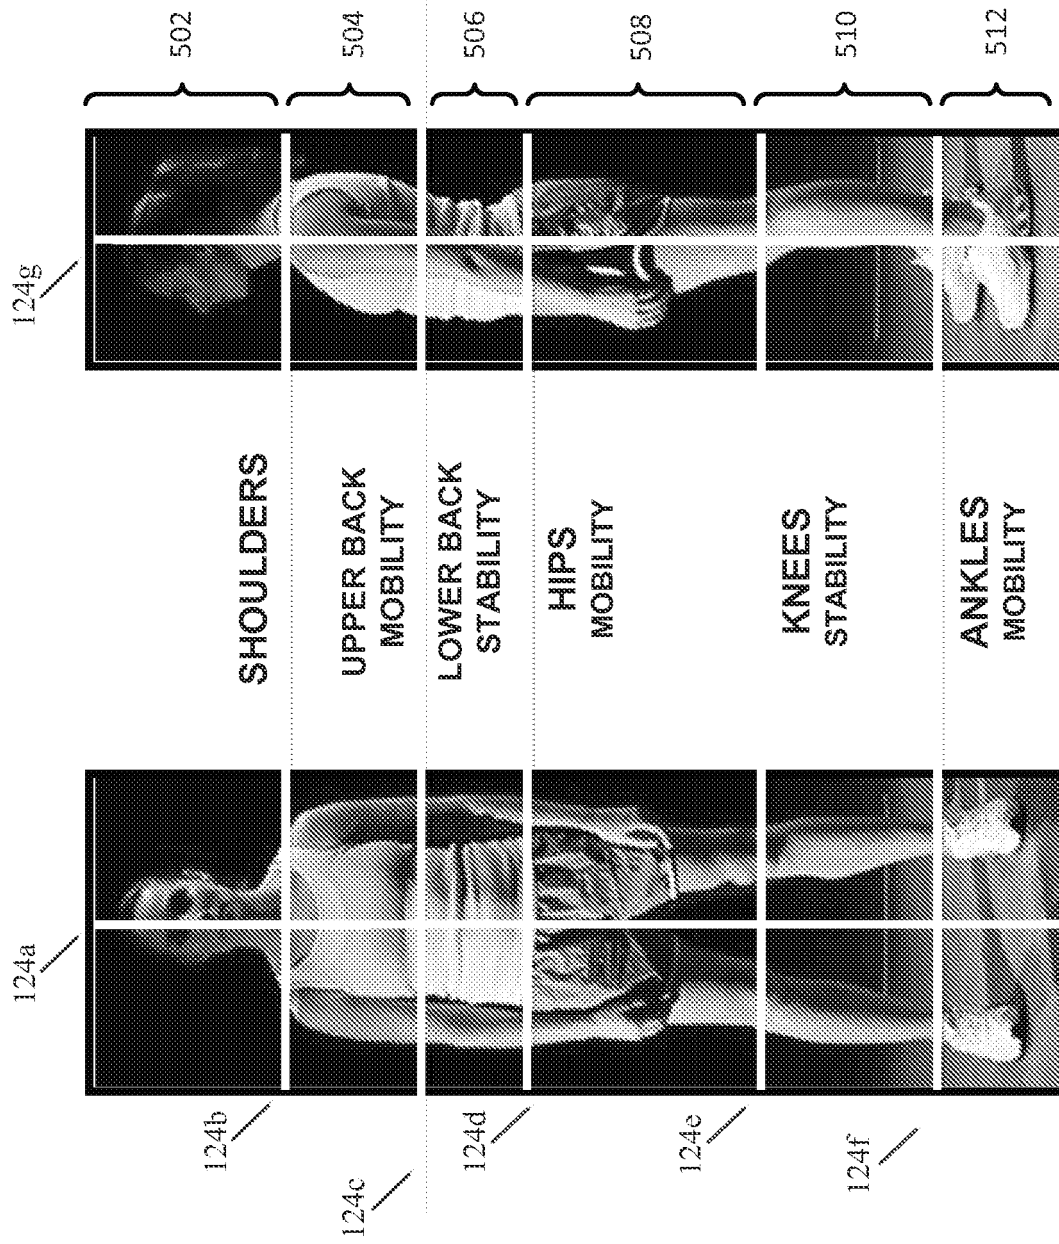 124a
124g
124b
SHOULDERS
502
124c
UPPER BACK
MOBILITY
504
124d
LOWER BACK
STABILITY
506
HIPS
MOBILITY
508
124e
KNEES
STABILITY
510
124f
ANKLES
MOBILITY
512